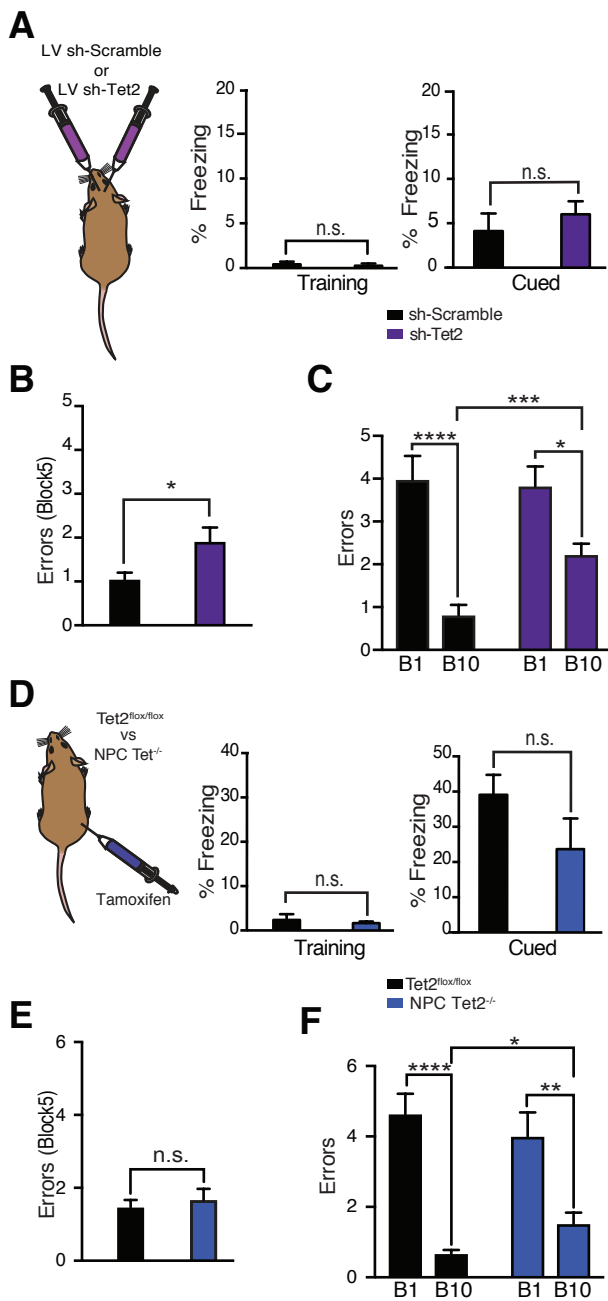 A
LV sh-Scramble
or
LV sh-Tet2
% Freezing
20
15
10
5
0
n.s.
Training
% Freezing
20
15
10
5
0
n.s.
Cued
sh-Scramble
sh-Tet2
B
Errors (Block5)
5
4
3
2
1
0
*
C
Errors
5
4
3
2
1
0
****
***
*
B1 B10 B1 B10
D
Tet2flox/flox
vs
NPC Tet-/-
Tamoxifen
% Freezing
40
30
20
10
0
n.s.
Training
% Freezing
50
40
30
20
10
0
n.s.
Cued
Tet2flox/flox
NPC Tet2-/-
E
Errors (Block5)
6
4
2
0
n.s.
F
Errors
6
4
2
0
****
*
**
B1 B10 B1 B10